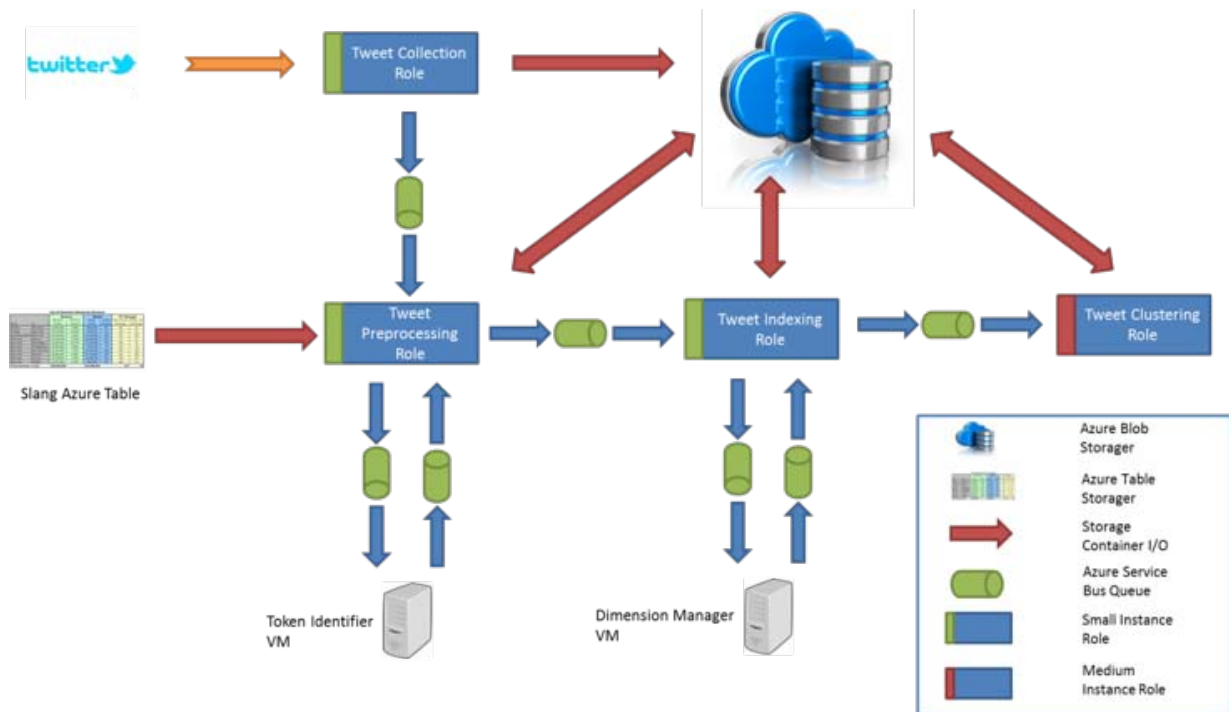 twitter
Tweet Collection
Role
Tweet
Preprocessing
Role
Tweet Indexing
Role
Tweet Clustering
Role
Slang Azure Table
Token Identifier
VM
Dimension Manager
VM
Azure Blob
Storager
Azure Table
Storager
Storage
Container I/O
Azure Service
Bus Queue
Small Instance
Role
Medium
Instance Role